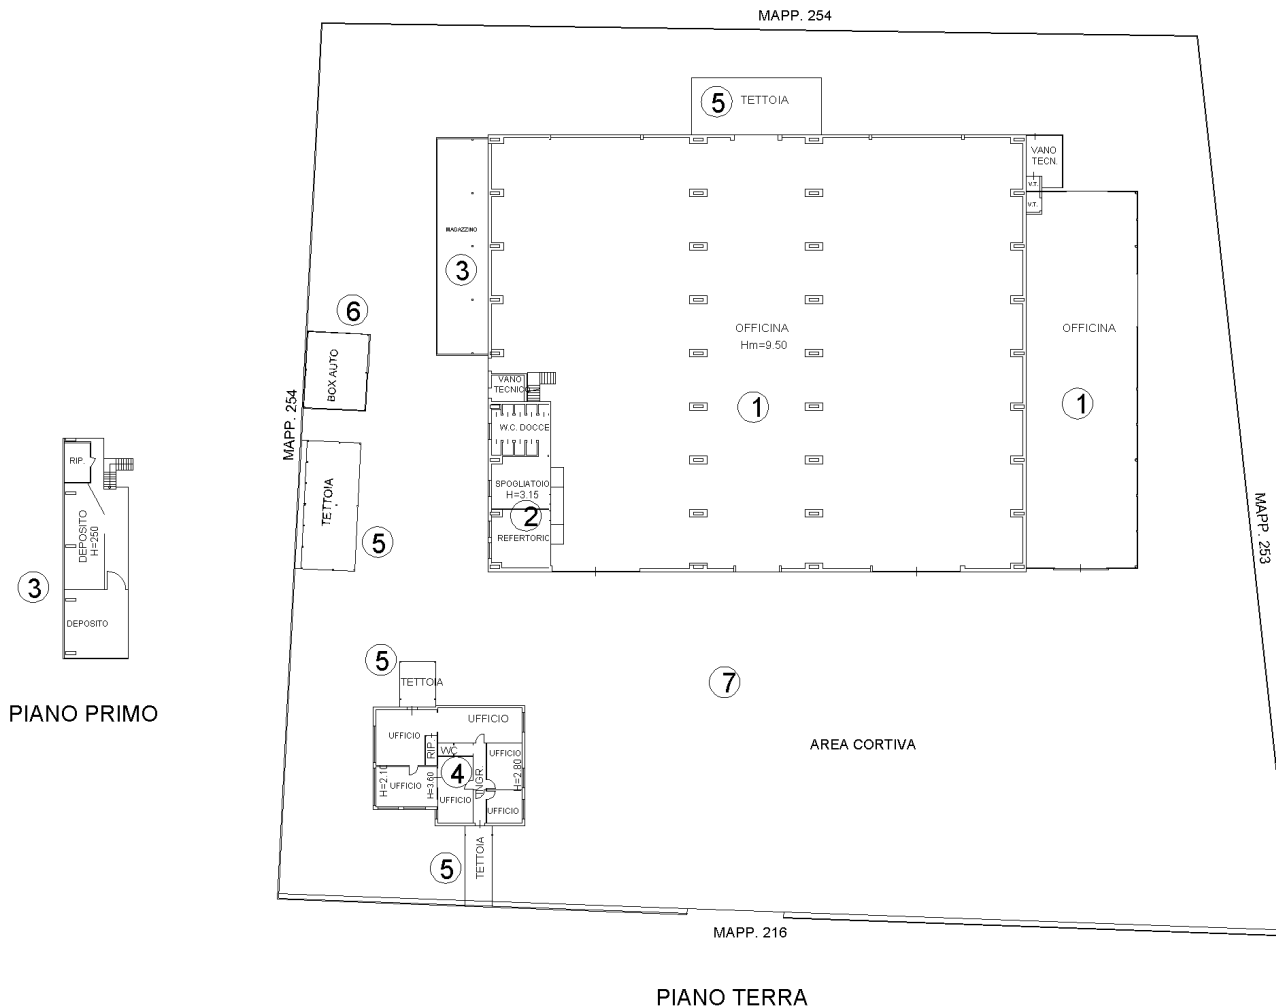 MAPP. 254
5
TETTOIA
VANO
TECN.
V.T.
V.T.
MAGAZZINO
3
6
BOX AUTO
OFFICINA
Hm=9.50
OFFICINA
1
1
VANO
TECNICO
W.C. DOCCE
SPOGLIATOIO
H=3.15
2
REFERTORIO
MAPP. 254
TETTOIA
5
MAPP. 253
RIP.
DEPOSITO
H=250
3
DEPOSITO
PIANO PRIMO
5
TETTOIA
7
AREA CORTIVA
UFFICIO
UFFICIO
RIP.
WC
UFFICIO
H=2.10
UFFICIO
H=3.60
4
INGR.
H=2.80
UFFICIO
UFFICIO
5
TETTOIA
MAPP. 216
PIANO TERRA